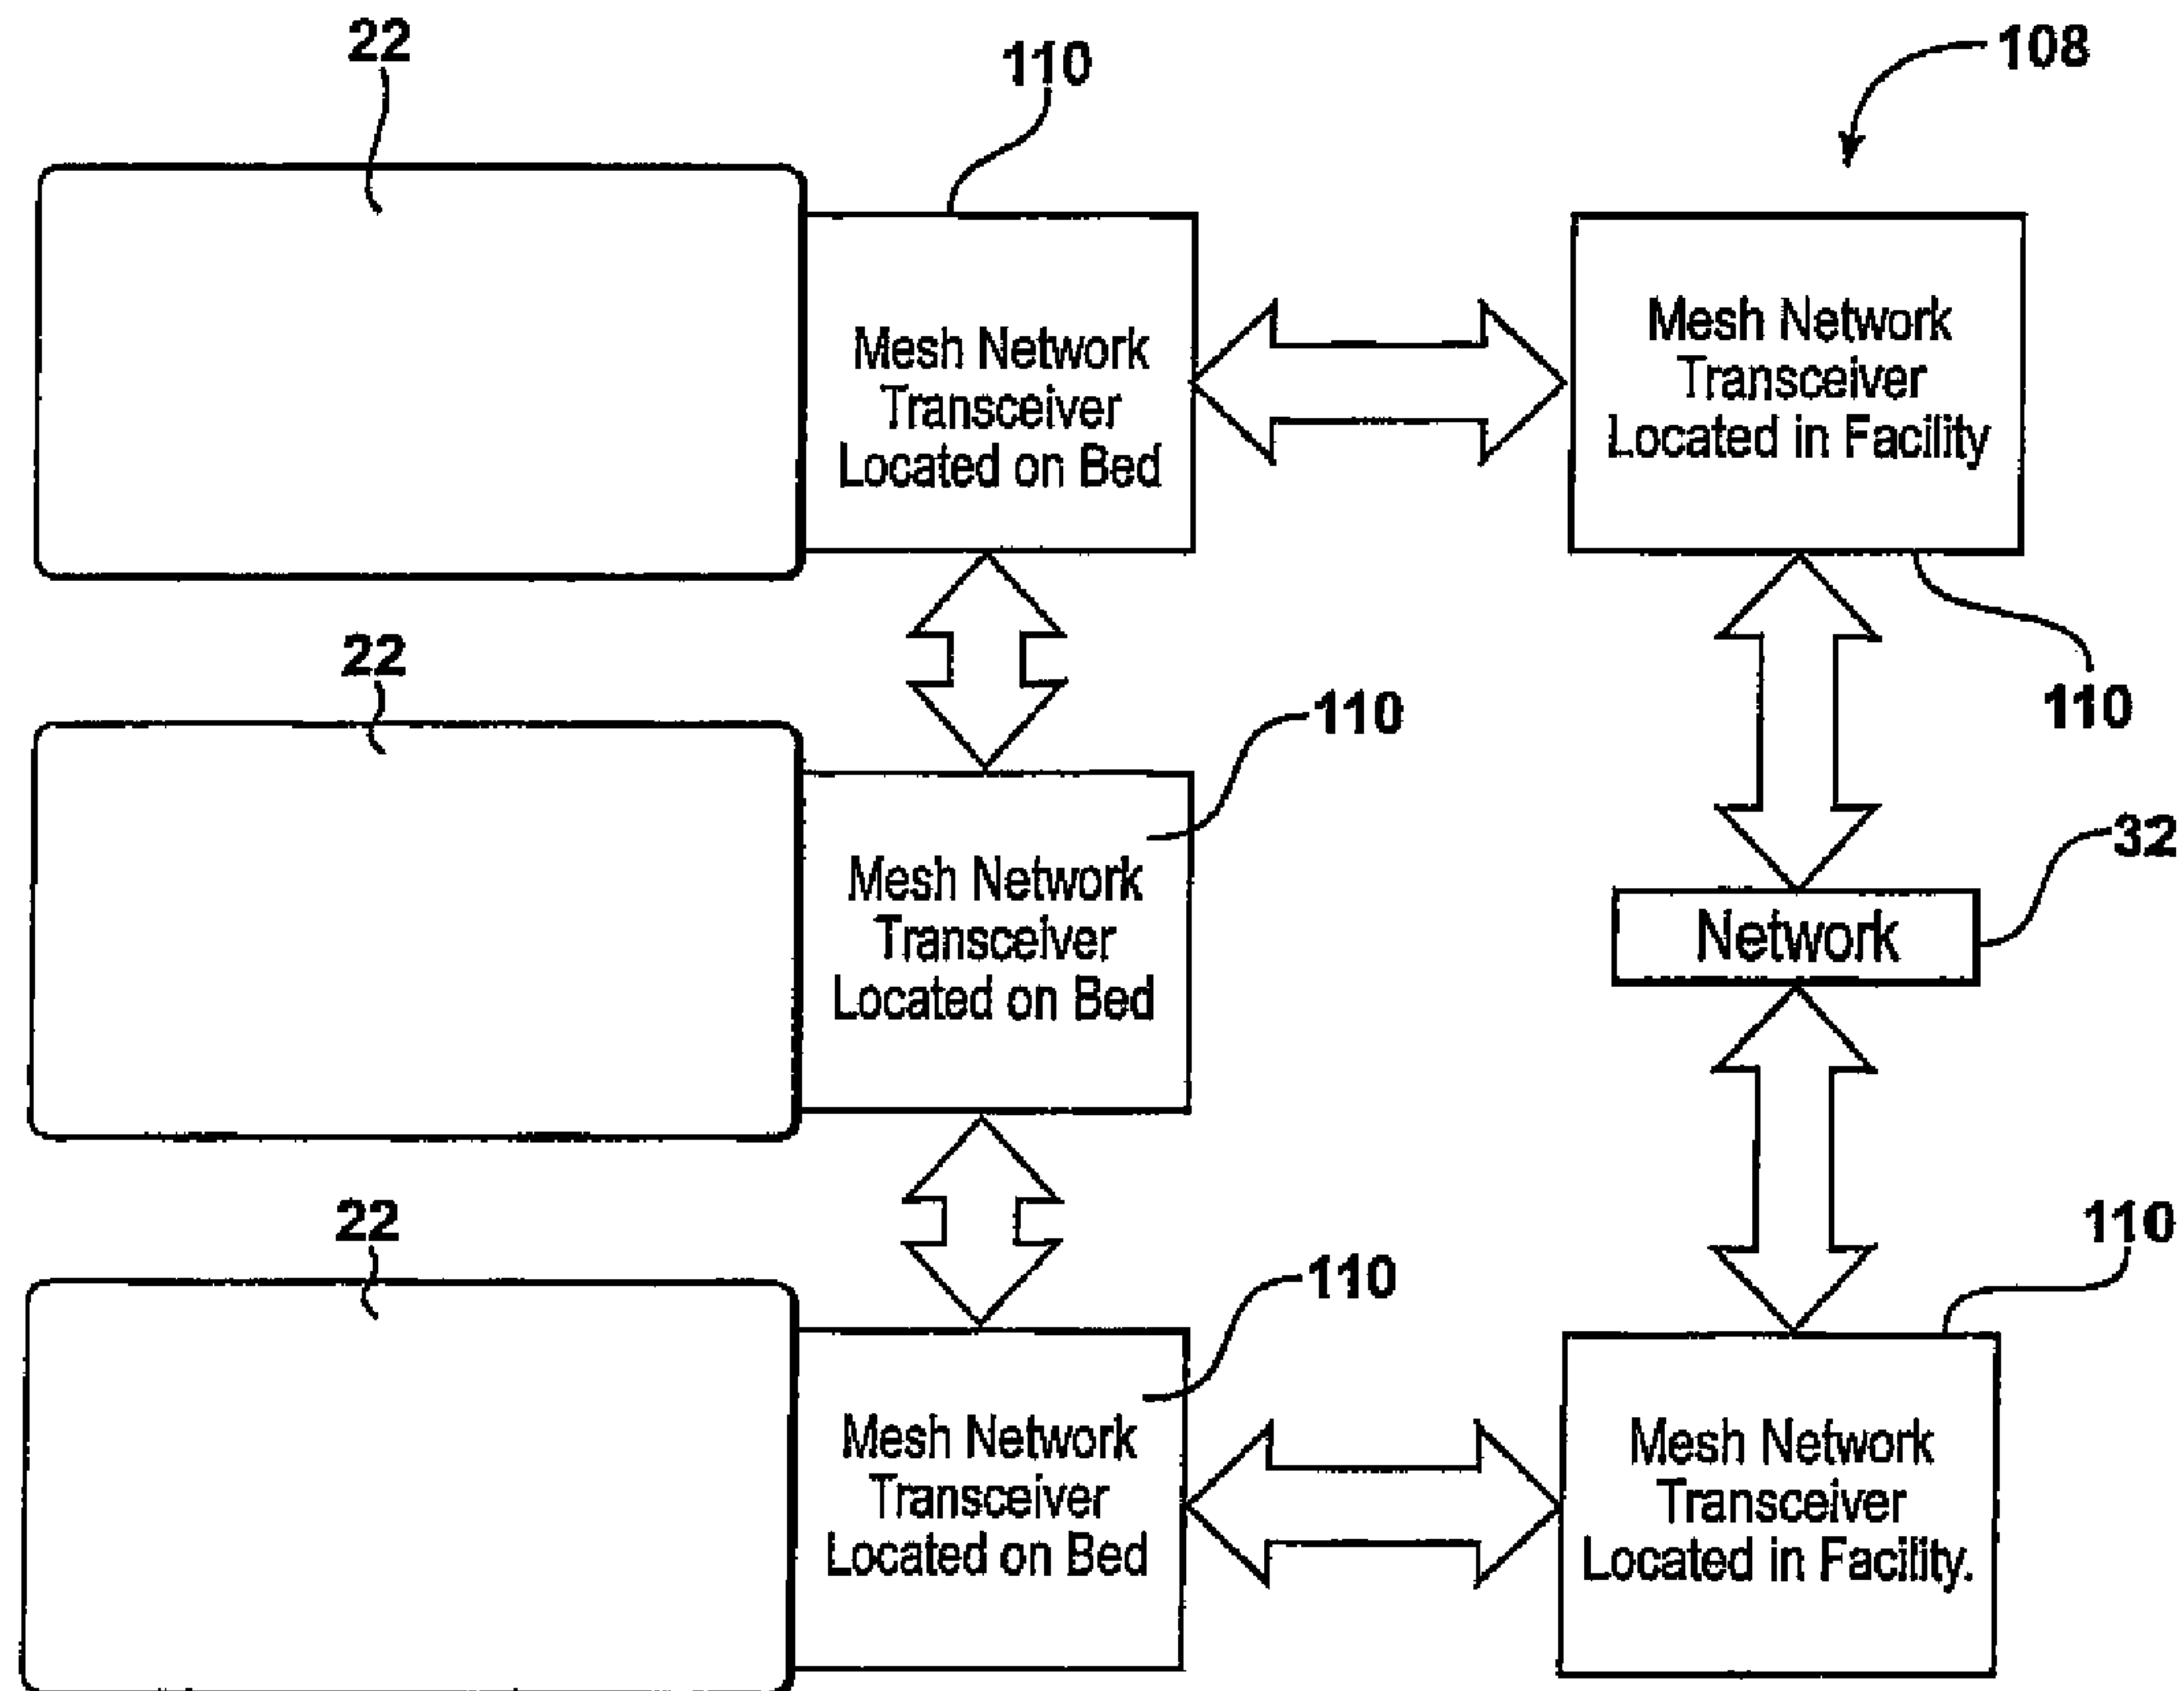 22
110
108
Mesh Network
Transceiver
Located on Bed
Mesh Network
Transceiver
Located in Facility
22
110
110
Mesh Network
Transceiver
Located on Bed
32
Network
22
110
110
Mesh Network
Transceiver
Located on Bed
Mesh Network
Transceiver
Located in Facility.